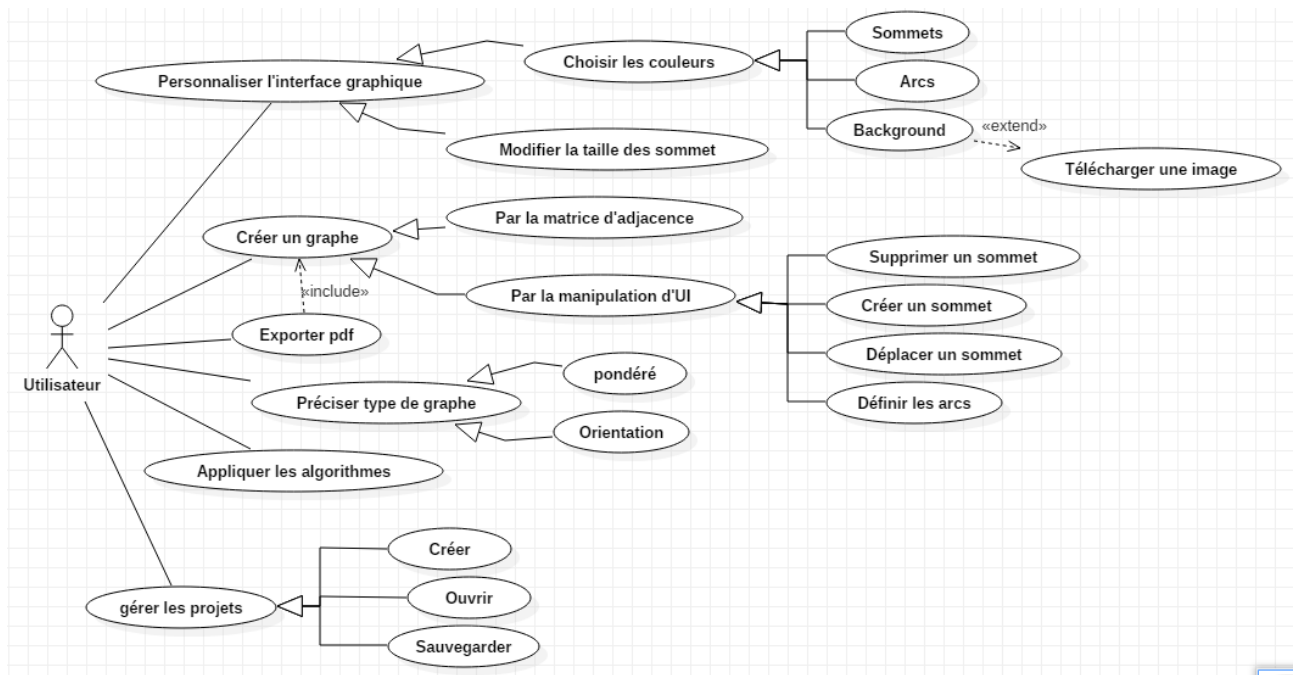 Sommets
Choisir les couleurs
Personnaliser l'interface graphique
Arcs
Background
«extend»
Modifier la taille des sommet
Télécharger une image
Par la matrice d'adjacence
Créer un graphe
Supprimer un sommet
«include»
Par la manipulation d'UI
Créer un sommet
Exporter pdf
Déplacer un sommet
Utilisateur
pondéré
Préciser type de graphe
Définir les arcs
Orientation
Appliquer les algorithmes
Créer
gérer les projets
Ouvrir
Sauvegarder